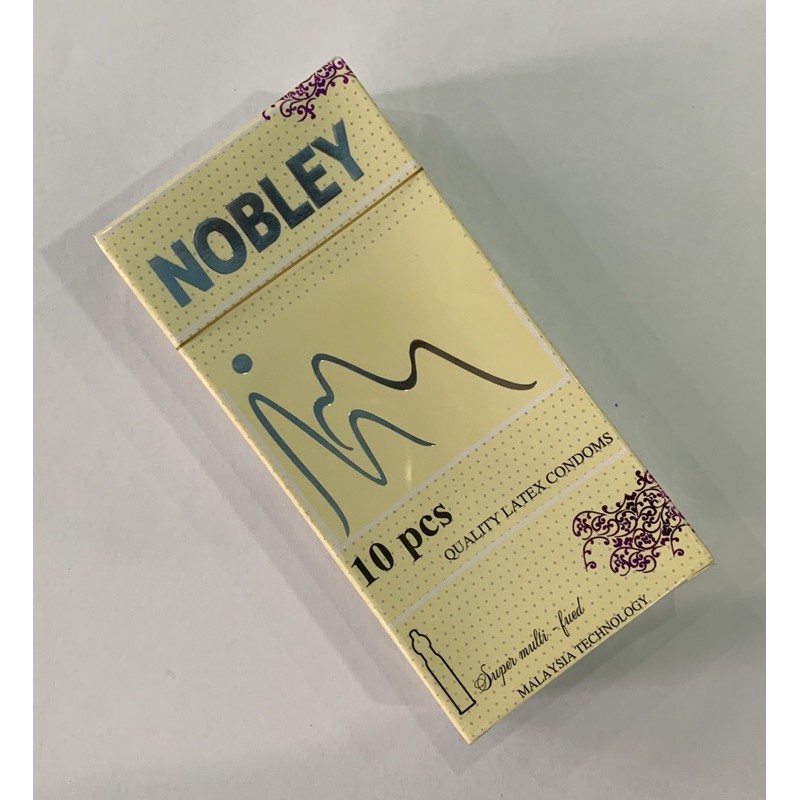 NOBLEY
10 pcs
QUALITY LATEX CONDOMS
Super multi-fued
MALAYSIA TECHNOLOGY